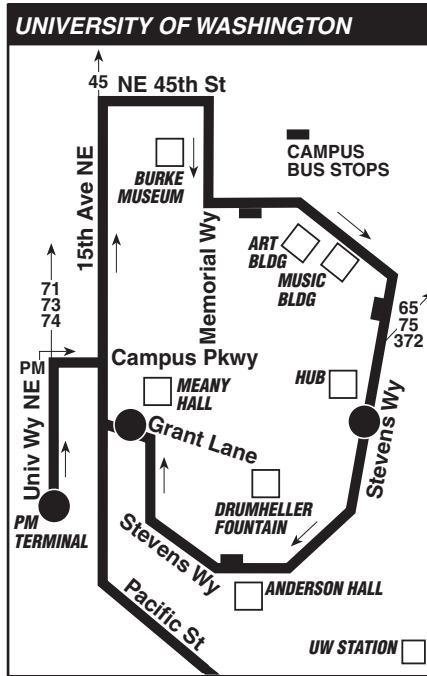 UNIVERSITY OF WASHINGTON
45
NE 45th St
CAMPUS
BUS STOPS
BURKE
MUSEUM
15th Ave NE
Memorial Wy
ART
BLDG
MUSIC
BLDG
71
73
74
65
75
372
PM
Campus Pkwy
MEANY
HALL
HUB
Univ Wy NE
Grant Lane
Stevens Wy
PM
TERMINAL
DRUMHELLER
FOUNTAIN
Stevens Wy
ANDERSON HALL
Pacific St
UW STATION